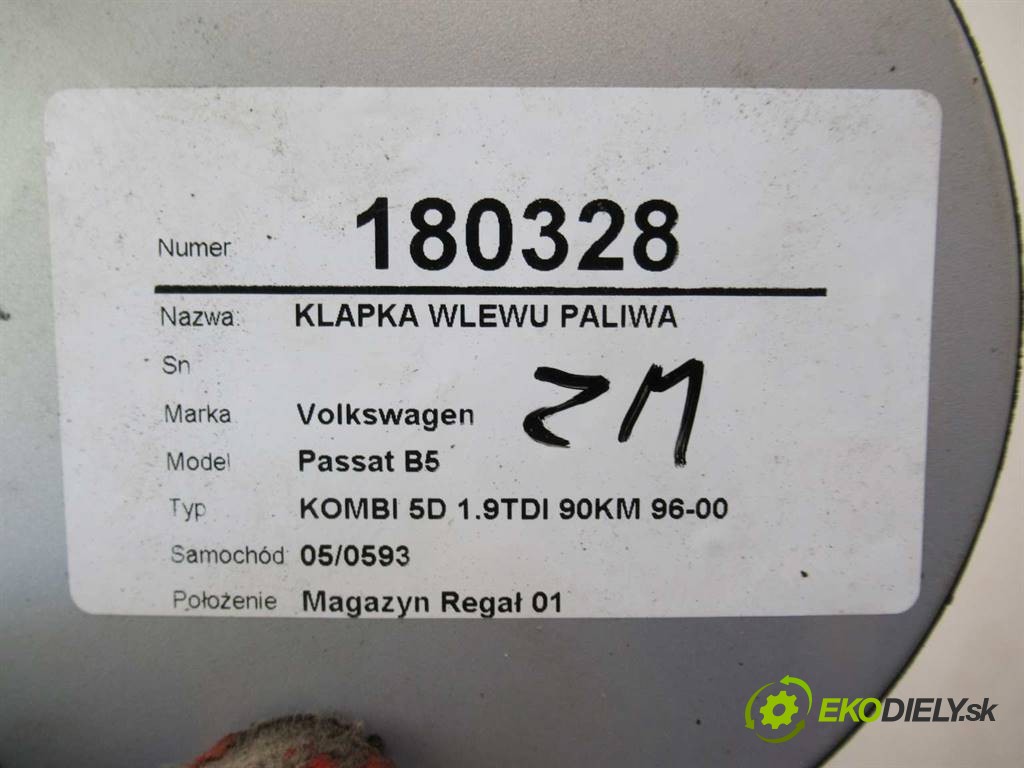 Numer 180328
Nazwa: KLAPKA WLEWU PALIWA
Sn
ZM
Marka Volkswagen
Model Passat B5
Typ KOMBI 5D 1.9TDI 90KM 96-00
Samochód 05/0593
Położenie Magazyn Regał 01
EKODIELY.sk